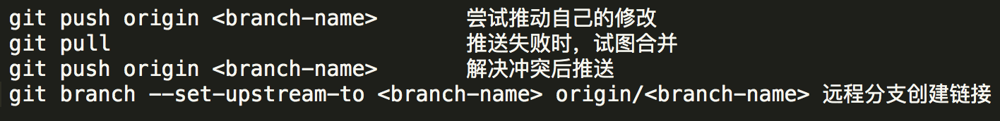 git push origin <branch-name> 尝试推动自己的修改
git pull 推送失败时，试图合并
git push origin <branch-name> 解决冲突后推送
git branch --set-upstream-to <branch-name> origin/<branch-name> 远程分支创建链接